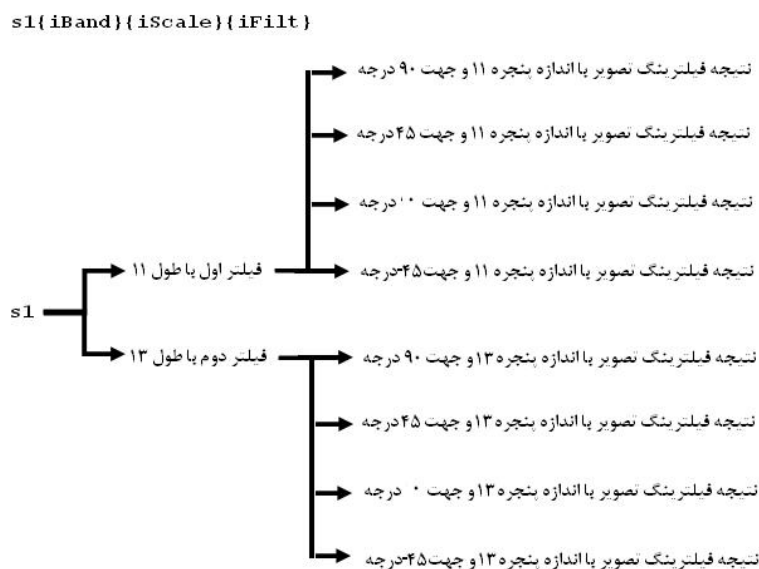 s1{iBand}{iScale}{iFilt}
نتیجه فیلترینگ تصویر با اندازه پنجره ۱۱ و جهت ۹۰ درجه
نتیجه فیلترینگ تصویر با اندازه پنجره ۱۱ و جهت ۴۵ درجه
نتیجه فیلترینگ تصویر با اندازه پنجره ۱۱ و جهت ۰۰ درجه
فیلتر اول با طول ۱۱
نتیجه فیلترینگ تصویر با اندازه پنجره ۱۱ و جهت ۴۵- درجه
s1
فیلتر دوم با طول ۱۳
نتیجه فیلترینگ تصویر با اندازه پنجره ۱۳ و جهت ۹۰ درجه
نتیجه فیلترینگ تصویر با اندازه پنجره ۱۳ و جهت ۴۵ درجه
نتیجه فیلترینگ تصویر با اندازه پنجره ۱۳ و جهت ۰ درجه
نتیجه فیلترینگ تصویر با اندازه پنجره ۱۳ و جهت ۴۵- درجه